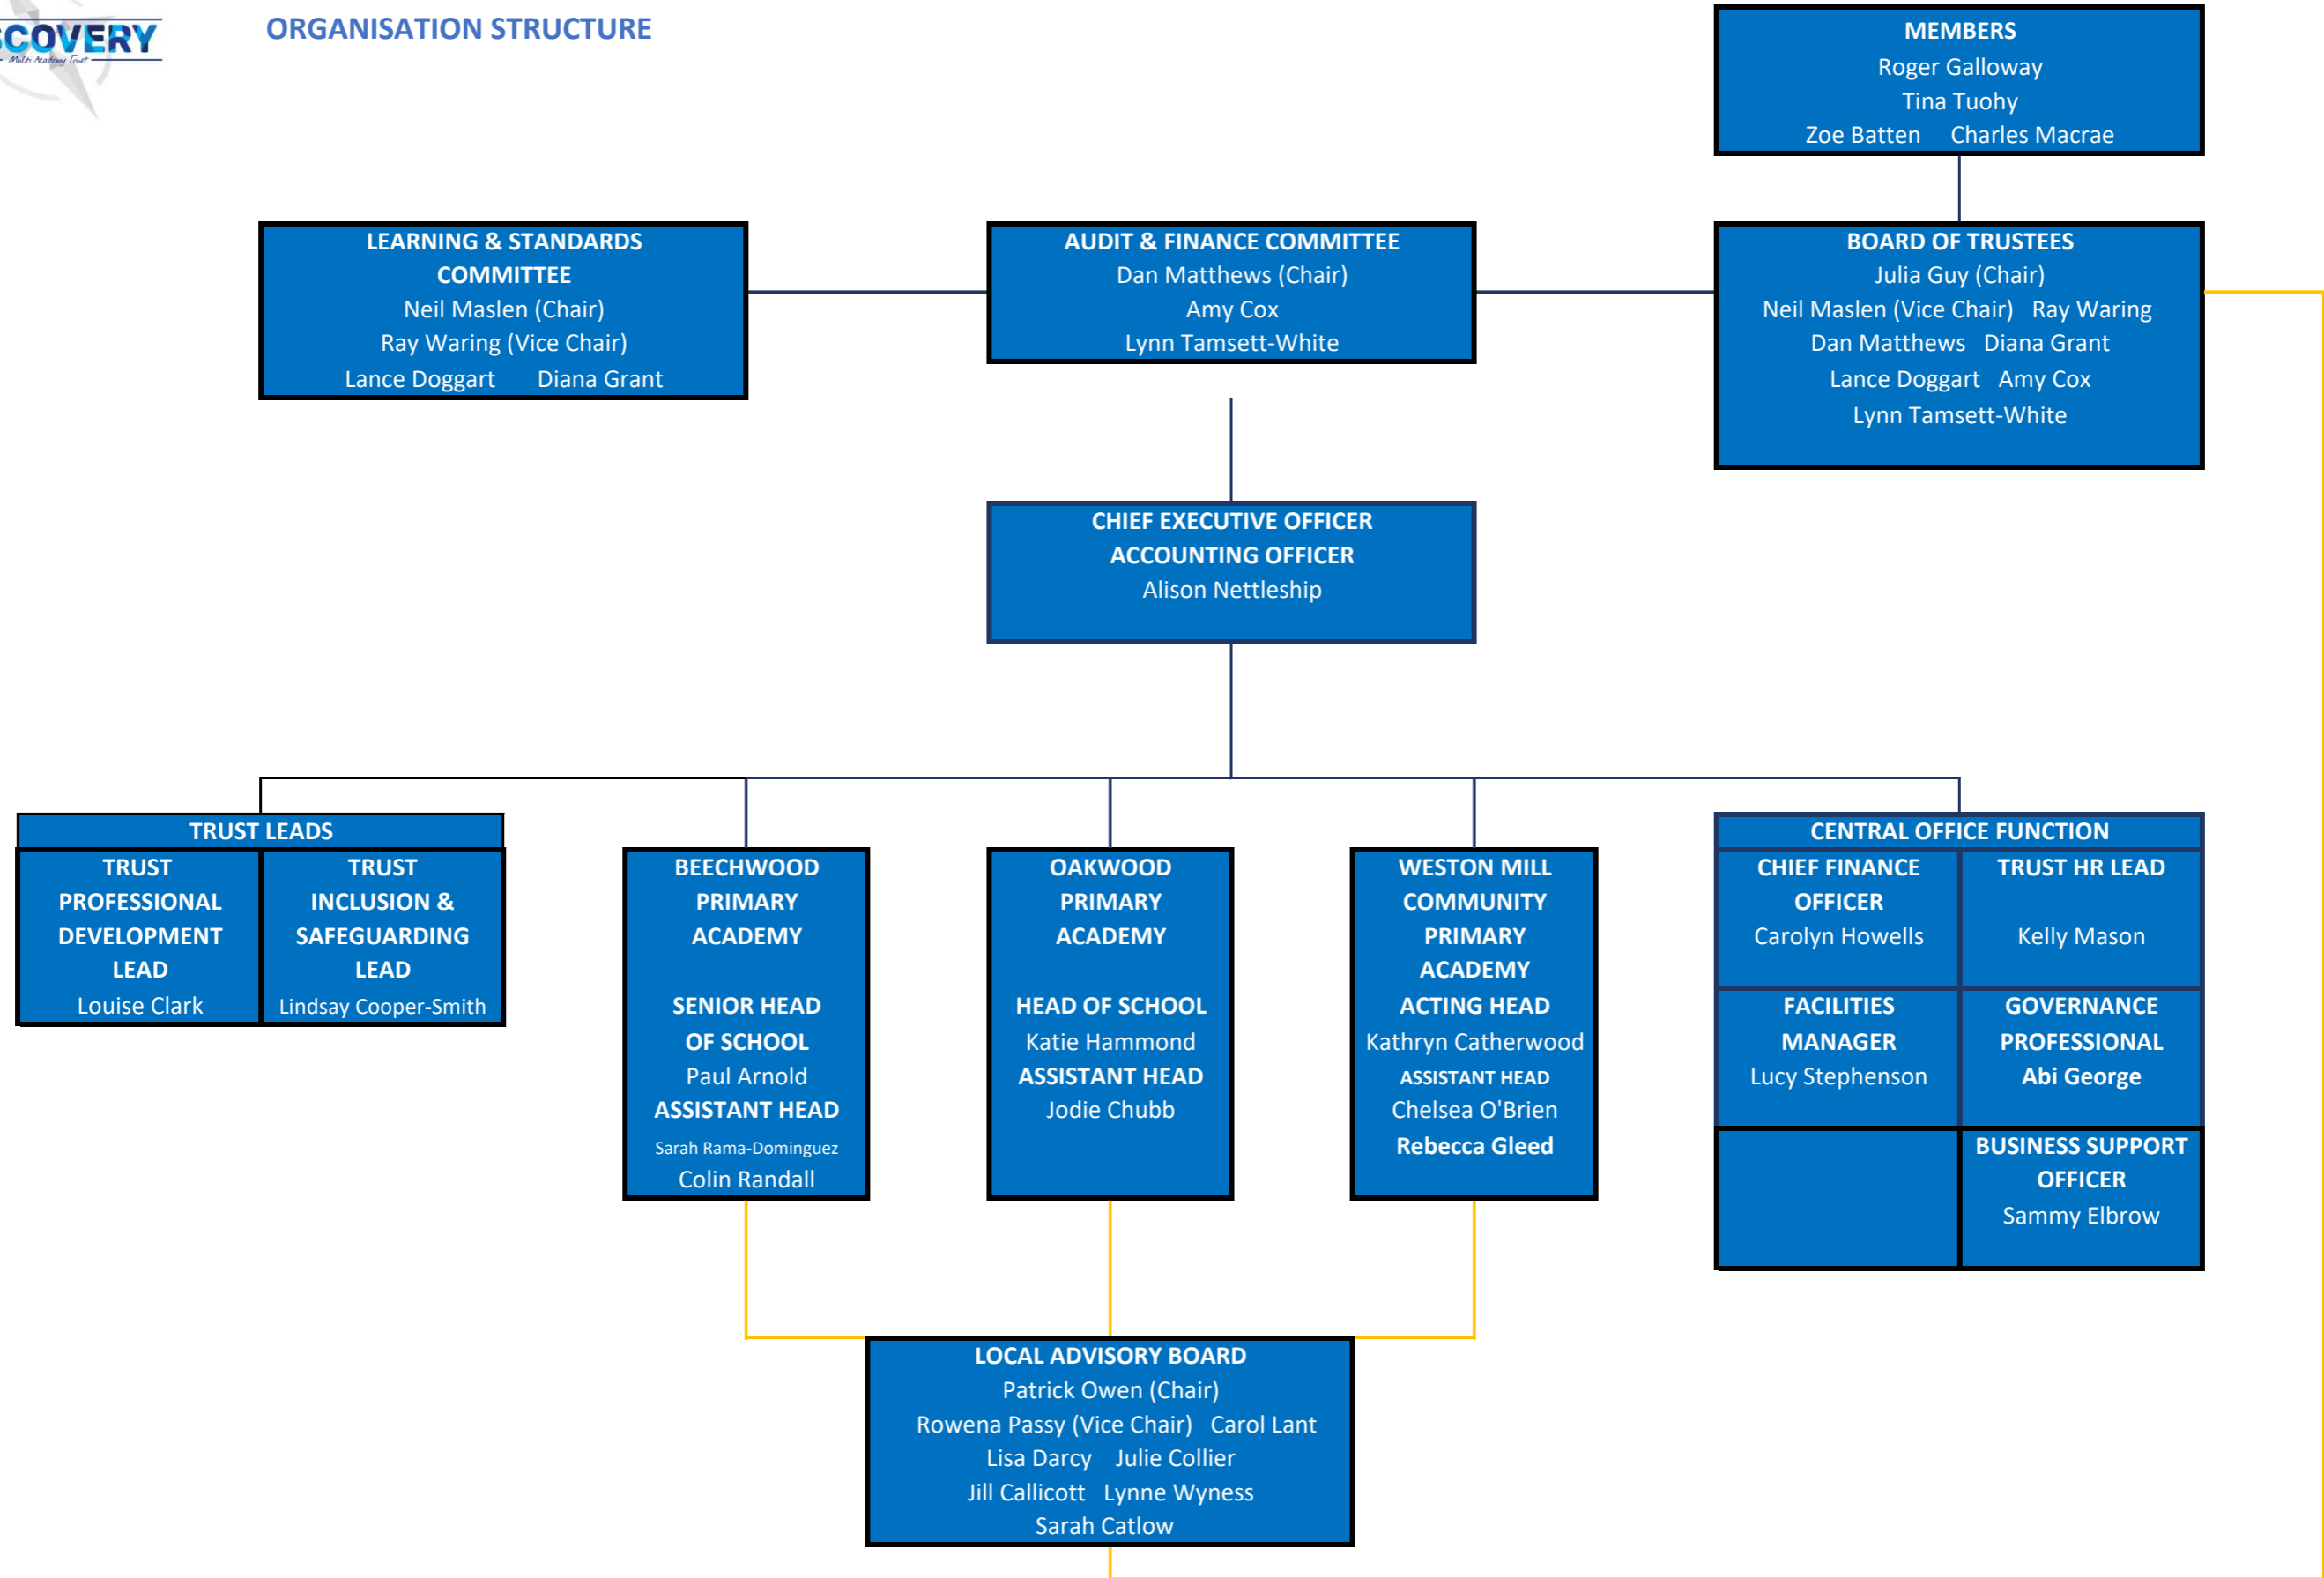 SCOVERY
Multi Academy Trust
ORGANISATION STRUCTURE
MEMBERS
Roger Galloway
Tina Tuohy
Zoe Batten Charles Macrae
LEARNING & STANDARDS
COMMITTEE
Neil Maslen (Chair)
Ray Waring (Vice Chair)
Lance Doggart Diana Grant
AUDIT & FINANCE COMMITTEE
Dan Matthews (Chair)
Amy Cox
Lynn Tamsett-White
BOARD OF TRUSTEES
Julia Guy (Chair)
Neil Maslen (Vice Chair) Ray Waring
Dan Matthews Diana Grant
Lance Doggart Amy Cox
Lynn Tamsett-White
CHIEF EXECUTIVE OFFICER
ACCOUNTING OFFICER
Alison Nettleship
TRUST LEADS
TRUST
PROFESSIONAL
DEVELOPMENT
LEAD
Louise Clark
TRUST
INCLUSION &
SAFEGUARDING
LEAD
Lindsay Cooper-Smith
BEECHWOOD
PRIMARY
ACADEMY
SENIOR HEAD
OF SCHOOL
Paul Arnold
ASSISTANT HEAD
Sarah Rama-Dominguez
Colin Randall
OAKWOOD
PRIMARY
ACADEMY
HEAD OF SCHOOL
Katie Hammond
ASSISTANT HEAD
Jodie Chubb
WESTON MILL
COMMUNITY
PRIMARY
ACADEMY
ACTING HEAD
Kathryn Catherwood
ASSISTANT HEAD
Chelsea O'Brien
Rebecca Gleed
CENTRAL OFFICE FUNCTION
CHIEF FINANCE
OFFICER
Carolyn Howells
TRUST HR LEAD
Kelly Mason
FACILITIES
MANAGER
Lucy Stephenson
GOVERNANCE
PROFESSIONAL
Abi George
BUSINESS SUPPORT
OFFICER
Sammy Elbrow
LOCAL ADVISORY BOARD
Patrick Owen (Chair)
Rowena Passy (Vice Chair) Carol Lant
Lisa Darcy Julie Collier
Jill Callicott Lynne Wyness
Sarah Catlow